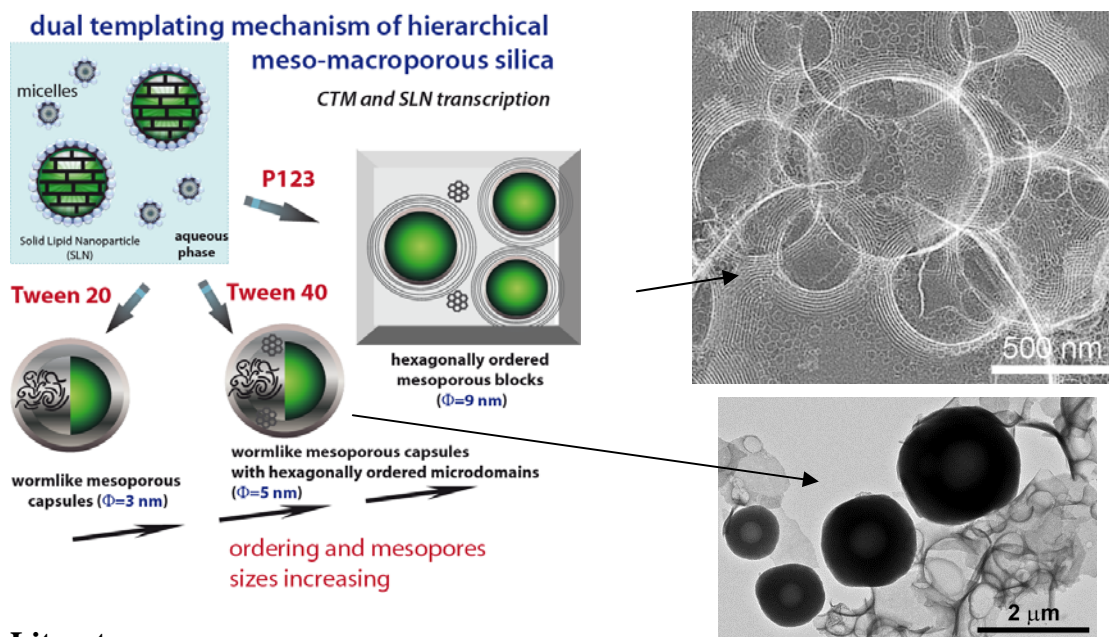 dual templating mechanism of hierarchical
meso-macroporous silica
CTM and SLN transcription
micelles
Solid Lipid Nanoparticle
(SLN)
aqueous
phase
P123
Tween 20
Tween 40
hexagonally ordered
mesoporous blocks
(Φ=9 nm)
wormlike mesoporous
capsules (Φ=3 nm)
wormlike mesoporous capsules
with hexagonally ordered microdomains
(Φ=5 nm)
ordering and mesopores
sizes increasing
500 nm
2 μm